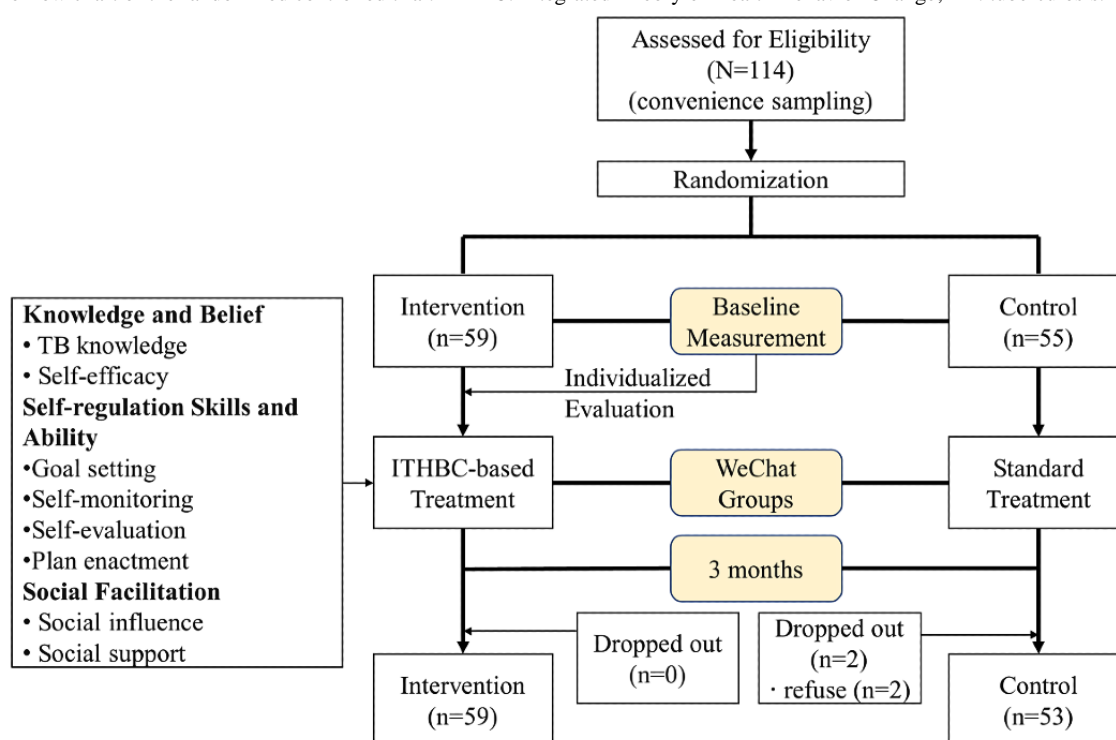 Assessed for Eligibility
(N=114)
(convenience sampling)
Randomization
Intervention
(n=59)
Baseline
Measurement
Control
(n=55)
Individualized
Evaluation
Knowledge and Belief
• TB knowledge
• Self-efficacy
Self-regulation Skills and
Ability
•Goal setting
•Self-monitoring
•Self-evaluation
•Plan enactment
Social Facilitation
• Social influence
• Social support
ITHBC-based
Treatment
WeChat
Groups
Standard
Treatment
3 months
Dropped out
(n=0)
Dropped out
(n=2)
· refuse (n=2)
Intervention
(n=59)
Control
(n=53)